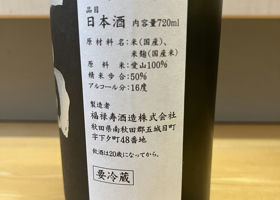 品目
日本酒 内容量720ml
原材料名：米(国産)、
米麹(国産米)
原料米：愛山100%
精米歩合：50%
アルコール分：16度
製造者
福禄寿酒造株式会社
秋田県南秋田郡五城目町
字下夕町48番地
飲酒は20歳になってから。
要冷蔵